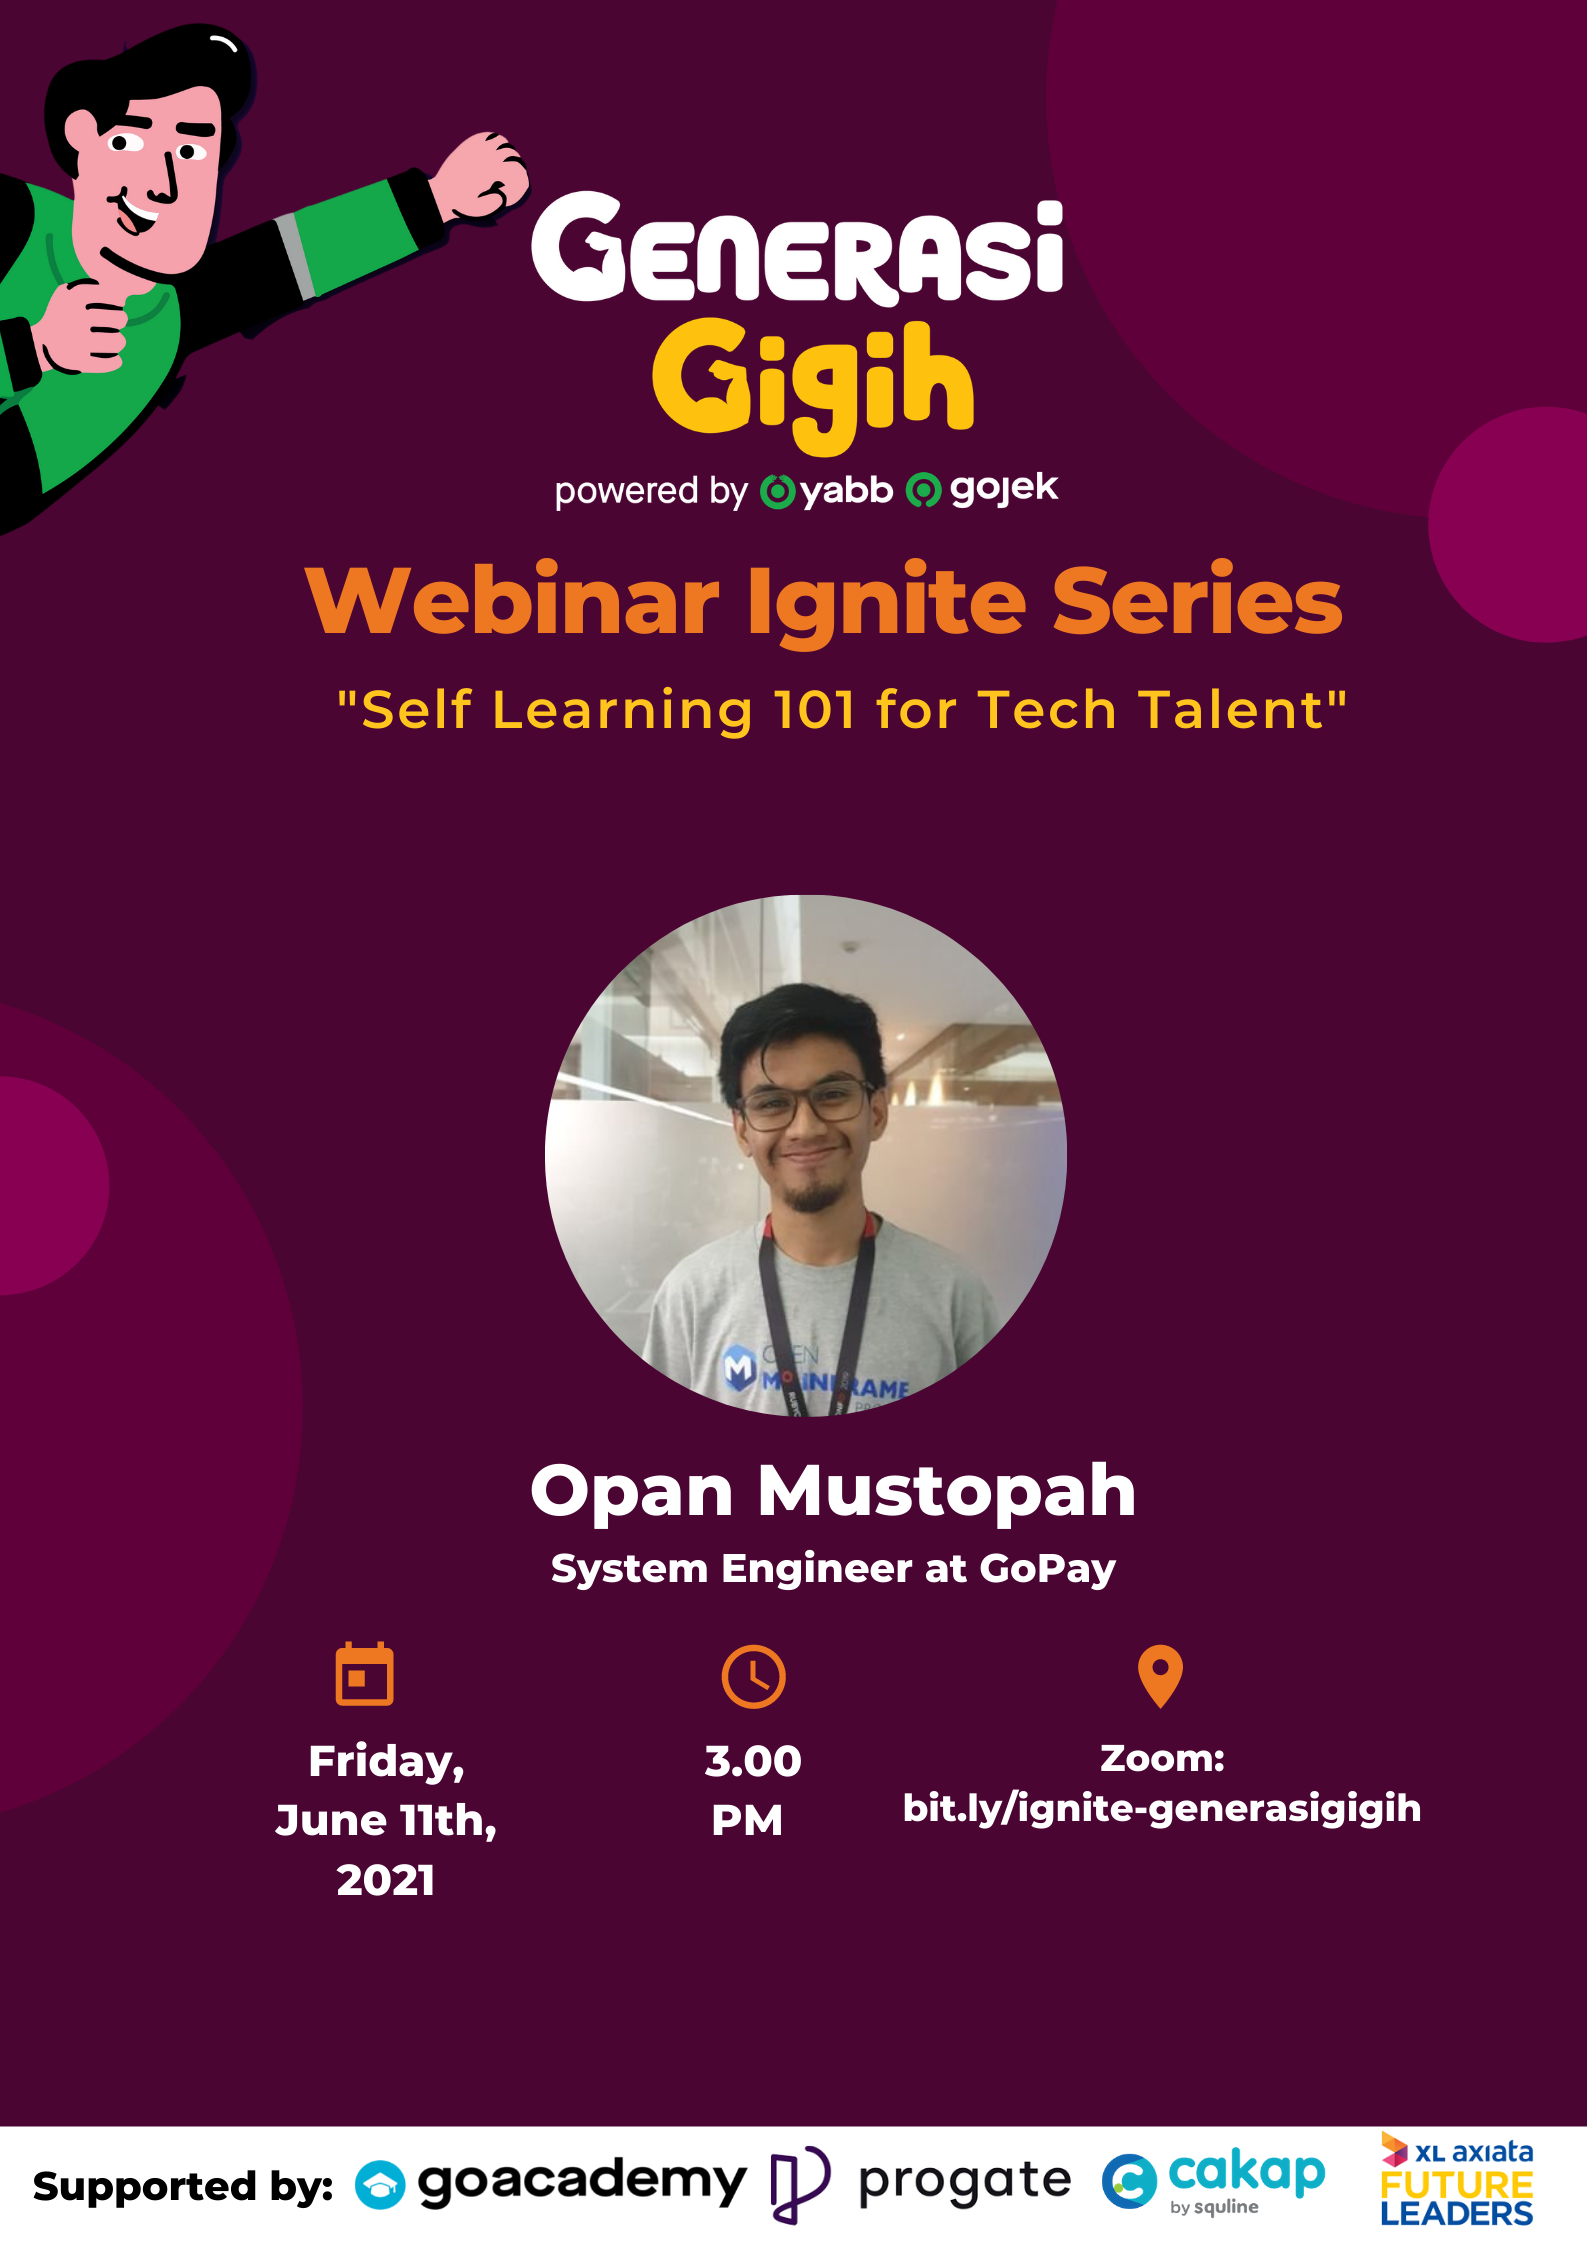 GENERASi
Gigih
powered by yabb gojek
Webinar Ignite Series
"Self Learning 101 for Tech Talent"
M
MAINFRAME
Opan Mustopah
System Engineer at GoPay
Friday,
June 11th,
2021
3.00
PM
Zoom:
bit.ly/ignite-generasigigih
Supported by: goacademy progate cakap
by squline
XL axiata
FUTURE
LEADERS